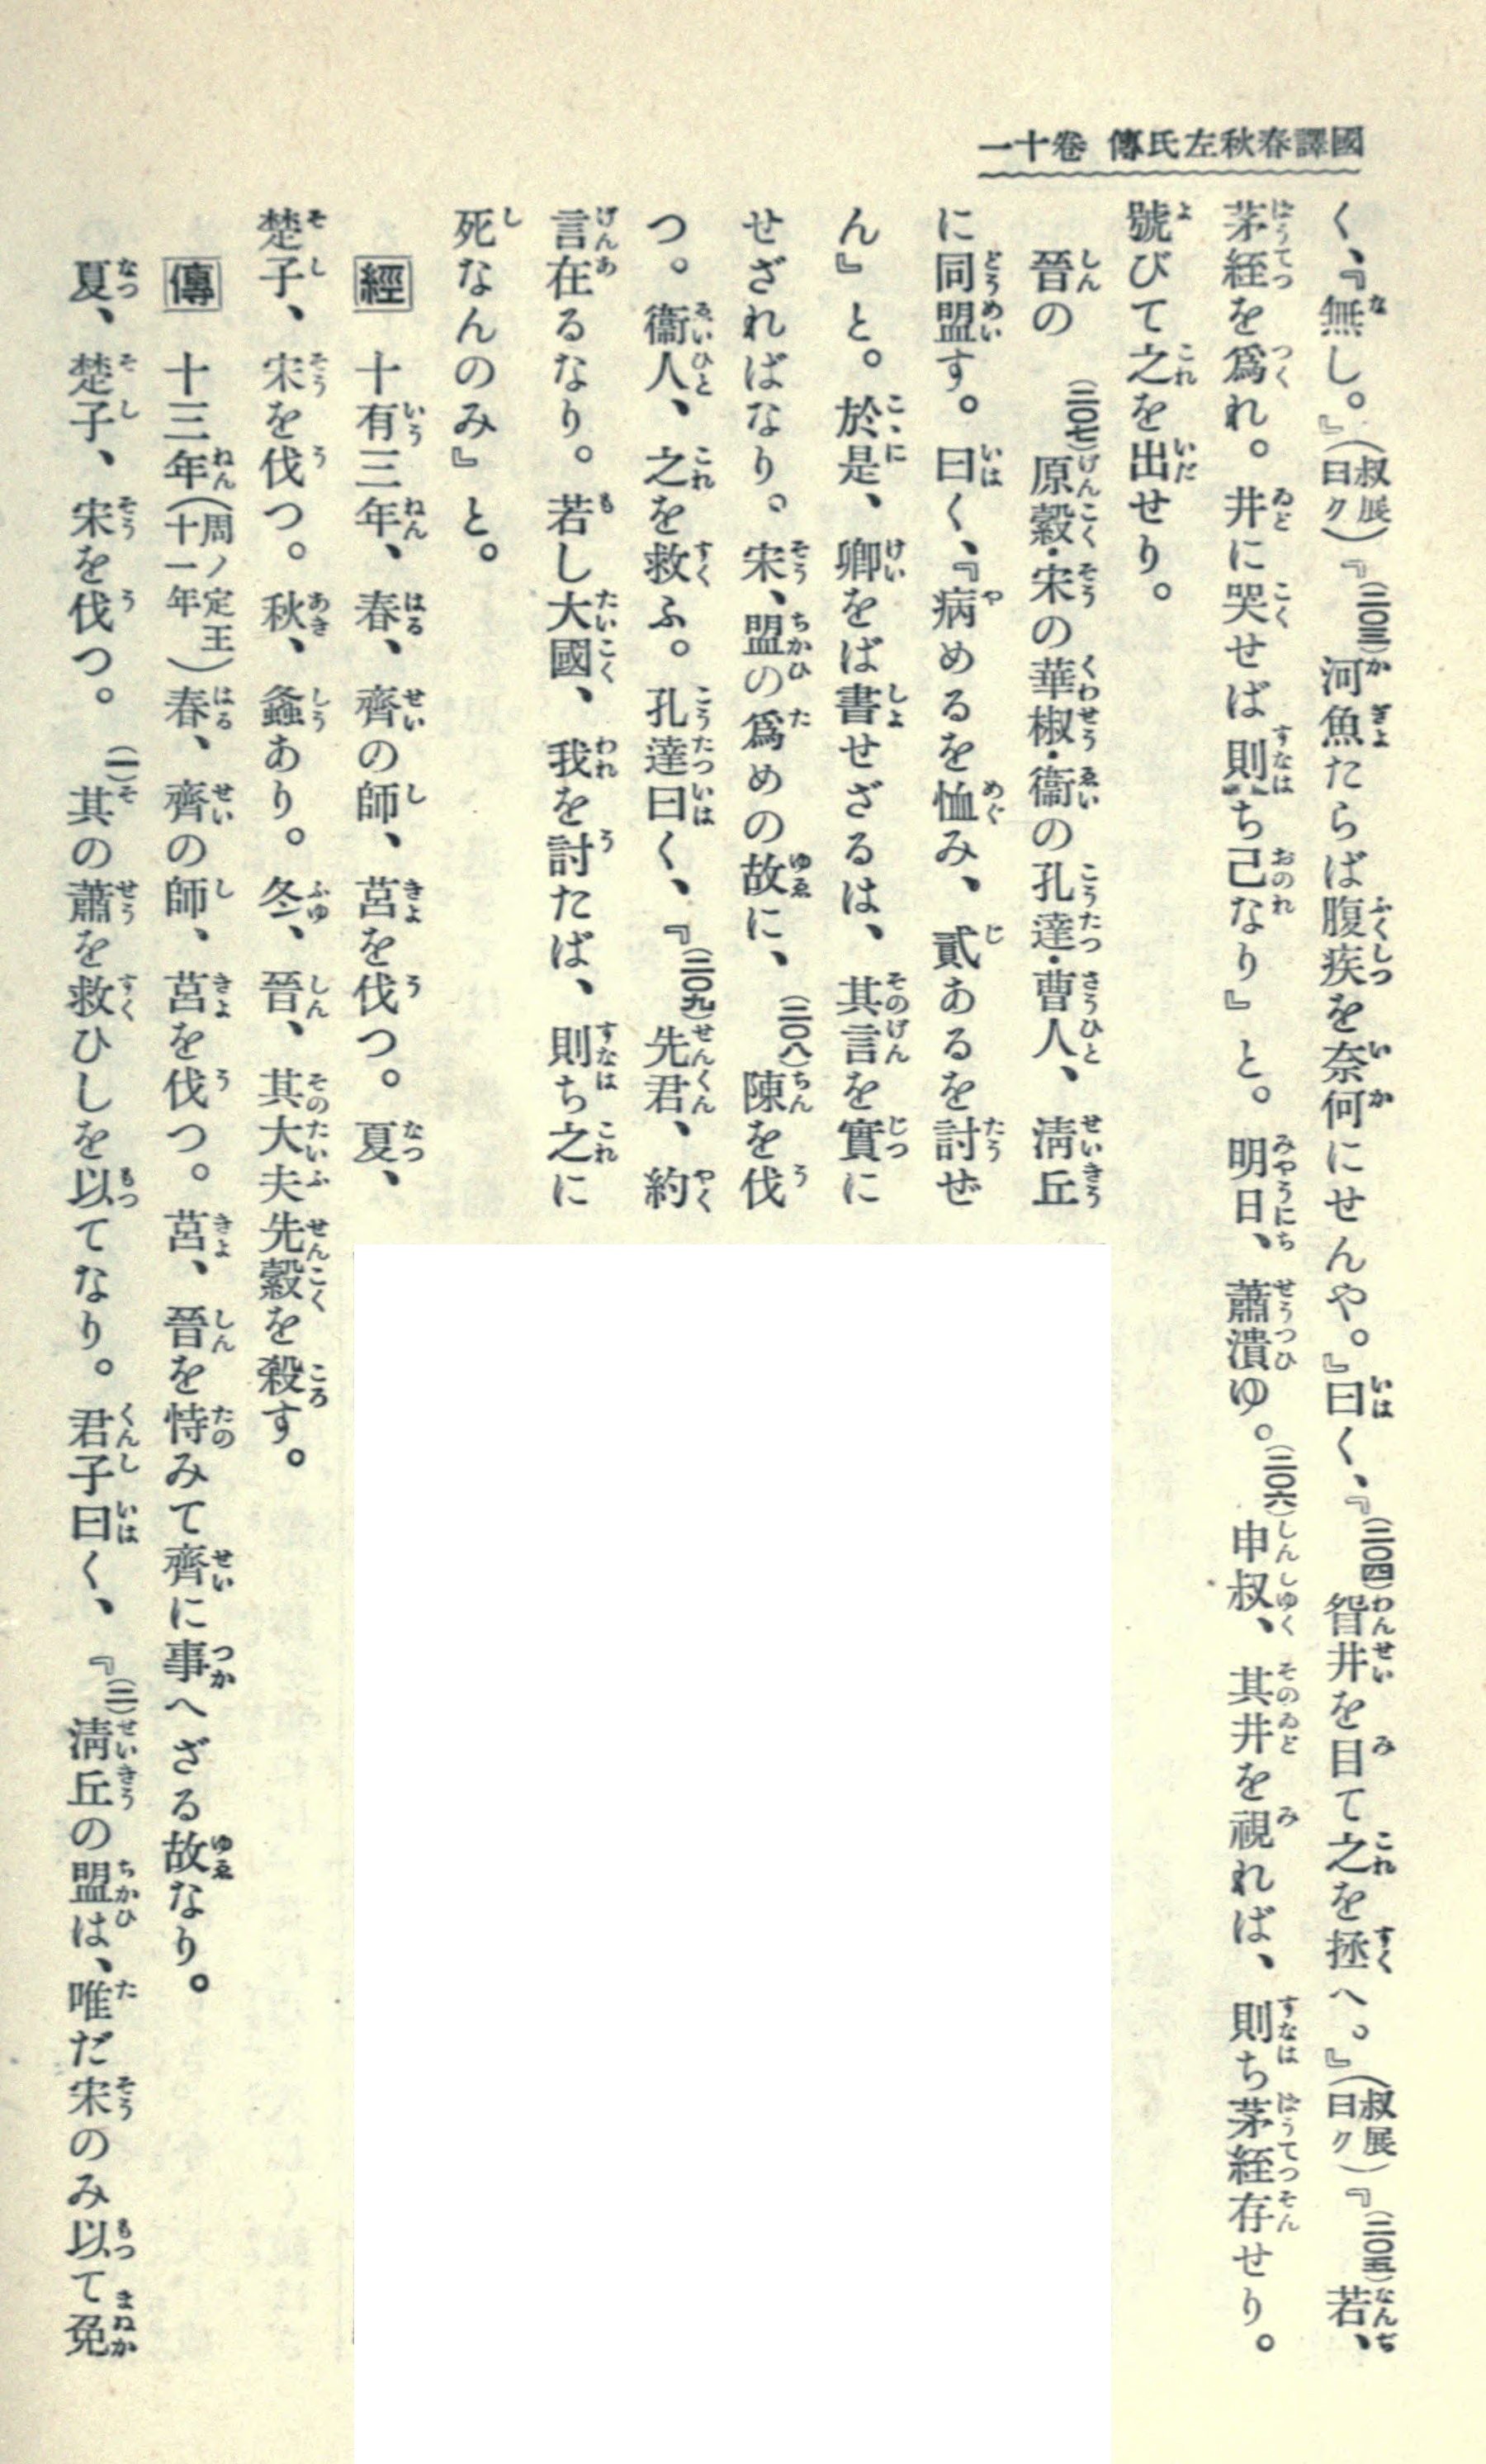 國譯春秋左氏傳 卷十一
く、『無し。』(叔展曰ク)『(二〇三)河魚たらば腹疾を奈何にせんや。』曰く、『(二〇四)眢井を目て之を拯へ。』(叔展曰ク)『(二〇五)若、
茅絰を爲れ。井に哭せば則ち己なり』と。明日、蕭潰ゆ。(二〇六)申叔、其井を視れば、則ち茅絰存せり。
號びて之を出せり。
晉の(二〇七)原縠・宋の華椒・衞の孔達・曹人、淸丘
に同盟す。曰く、『病めるを恤み、貳あるを討ぜ
ん』と。於是、卿をば書せざるは、其言を實に
せざればなり。宋、盟の爲めの故に、(二〇八)陳を伐
つ。衞人、之を救ふ。孔達曰く、『(二〇九)先君、約
言在るなり。若し大國、我を討たば、則ち之に
死なんのみ』と。
經 十有三年、春、齊の師、莒を伐つ。夏、
楚子、宋を伐つ。秋、螽あり。冬、晉、其大夫先縠を殺す。
傳 十三年(周ノ定王十一年)春、齊の師、莒を伐つ。莒、晉を恃みて齊に事へざる故なり。
夏、楚子、宋を伐つ。(一)其の蕭を救ひしを以てなり。君子曰く、『(二)淸丘の盟は、唯だ宋のみ以て免